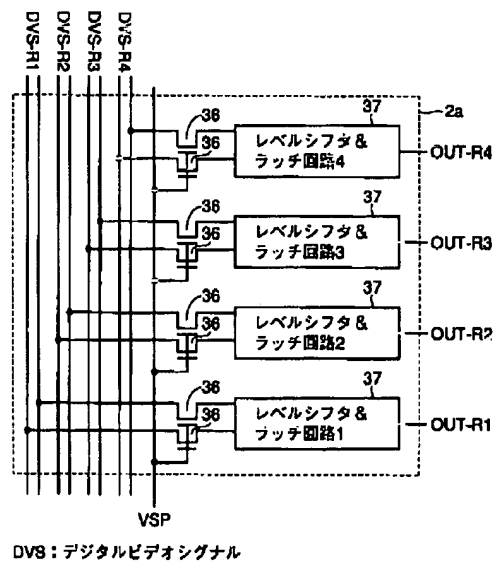 DVS-R1
DVS-R2
DVS-R3
DVS-R4
2a
36
37
36
レベルシフタ&
ラッチ回路4
OUT-R4
36
37
36
レベルシフタ&
ラッチ回路3
OUT-R3
36
37
36
レベルシフタ&
ラッチ回路2
OUT-R2
36
37
36
レベルシフタ&
ラッチ回路1
OUT-R1
VSP
DVS:デジタルビデオシグナル